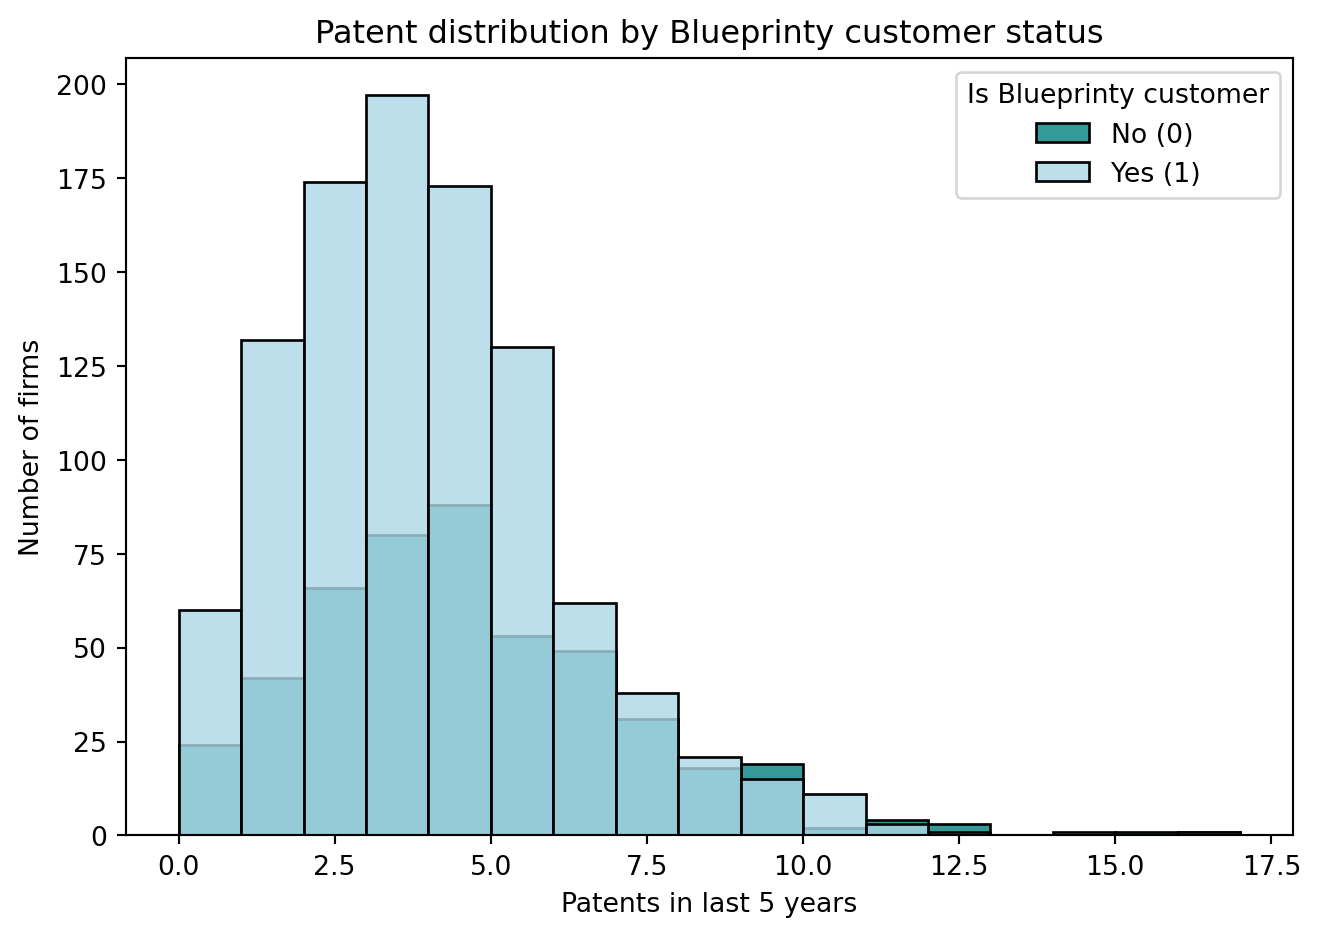 Patent distribution by Blueprinty customer status
Is Blueprinty customer
No (0)
Yes (1)
200
175
150
125
100
75
50
25
0
Number of firms
0.0 2.5 5.0 7.5 10.0 12.5 15.0 17.5
Patents in last 5 years